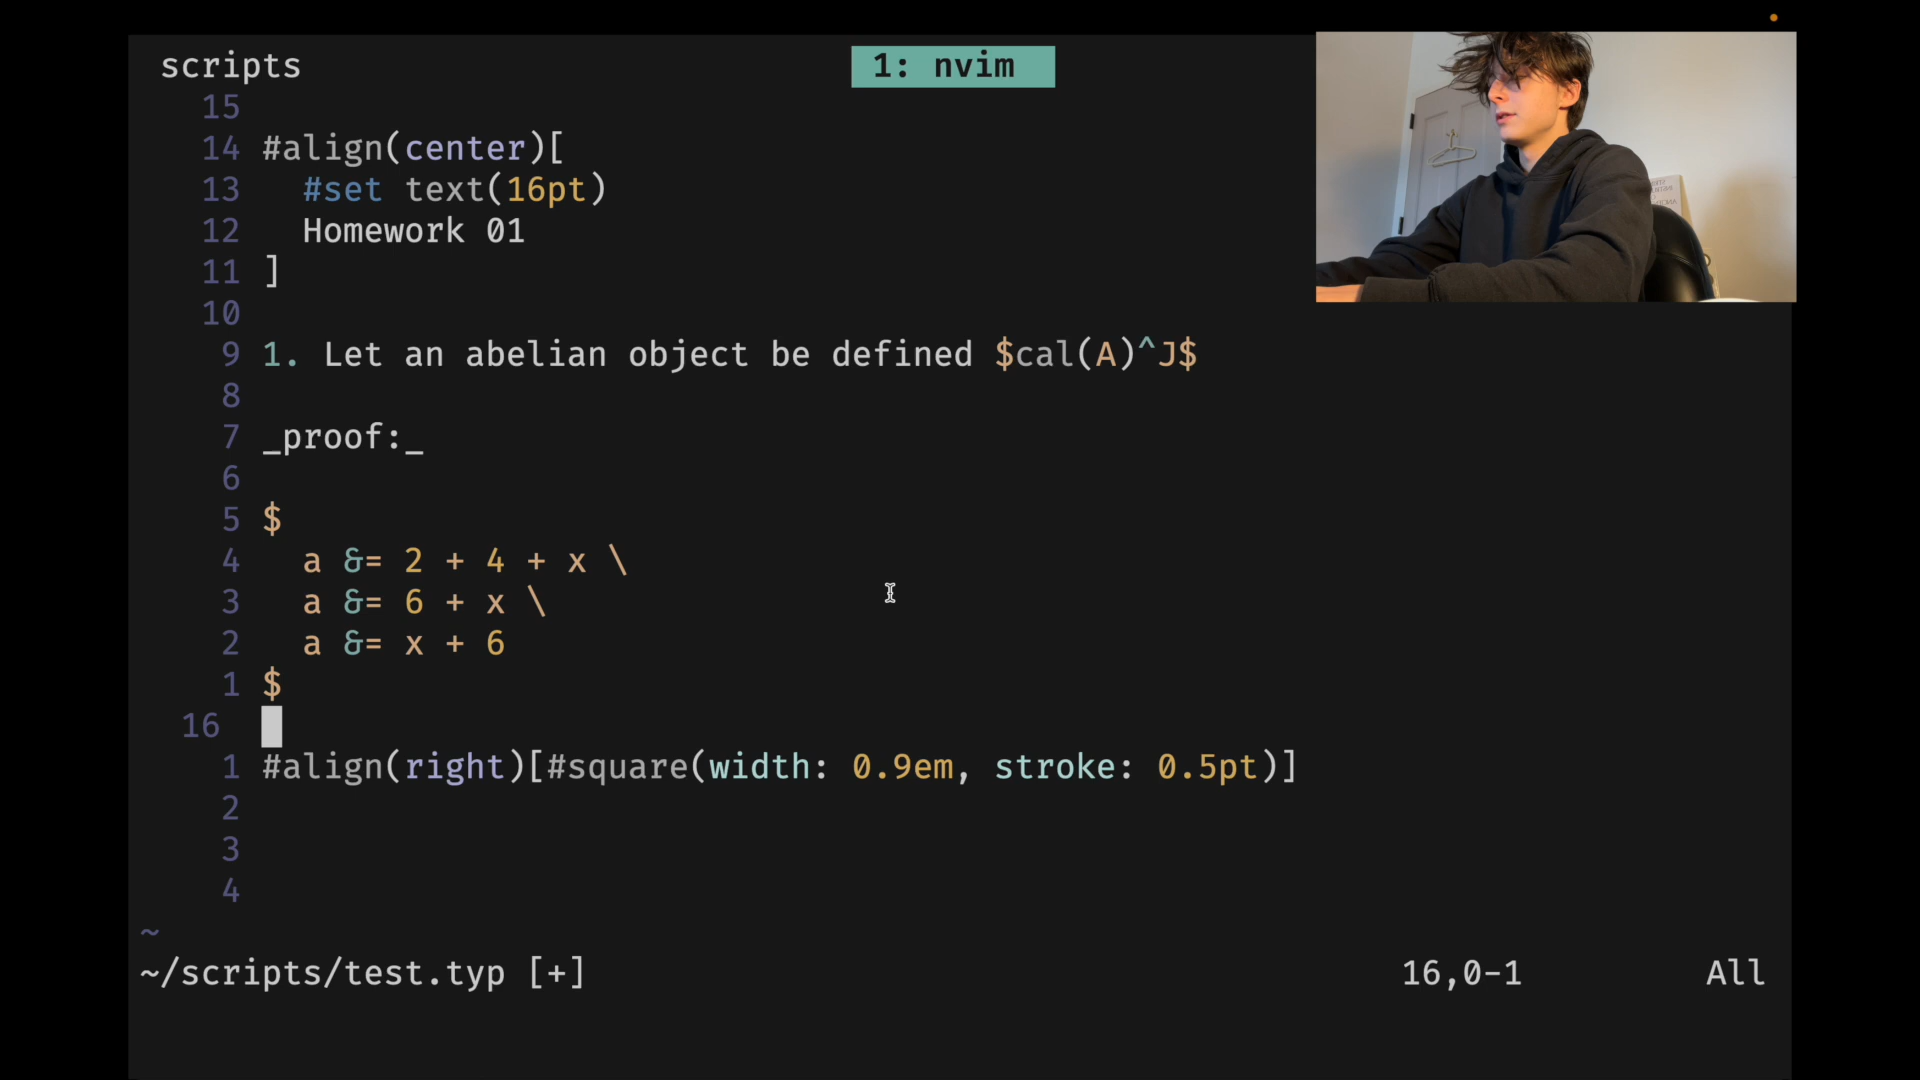 scripts
1: nvim
15
14 #align(center)[
13   #set text(16pt)
12   Homework 01
11 ]
10
9 1. Let an abelian object be defined $cal(A)^J$
8
7 _proof:_
6
5 $
4   a &= 2 + 4 + x \
3   a &= 6 + x \
2   a &= x + 6
1 $
16
1 #align(right)[#square(width: 0.9em, stroke: 0.5pt)]
2
3
4
~
~/scripts/test.typ [+] 16,0-1 All